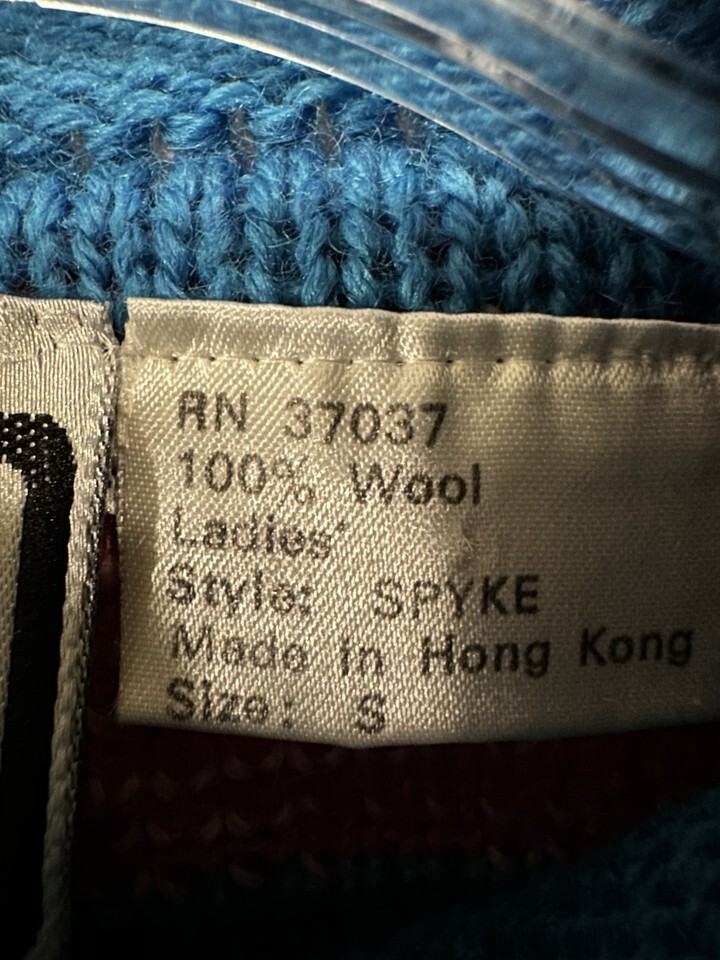 RN 37037
100% Wool
Ladies'
Style: SPYKE
Made in Hong Kong
Size: S